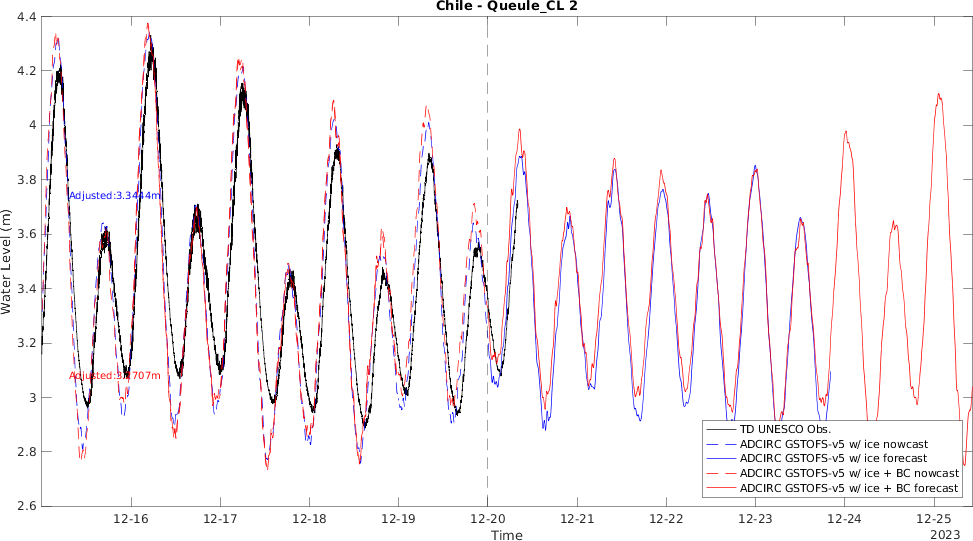 Chile - Queule_CL 2
Water Level (m)
4.4
4.2
4
3.8
3.6
3.4
3.2
3
2.8
2.6
Adjusted:3.3444m
TD UNESCO Obs.
ADCIRC GSTOFS-v5 w/ ice nowcast
ADCIRC GSTOFS-v5 w/ ice forecast
ADCIRC GSTOFS-v5 w/ ice + BC nowcast
ADCIRC GSTOFS-v5 w/ ice + BC forecast
12-16
12-17
12-18
12-19
12-20
12-21
12-22
12-23
12-24
12-25
Time
2023